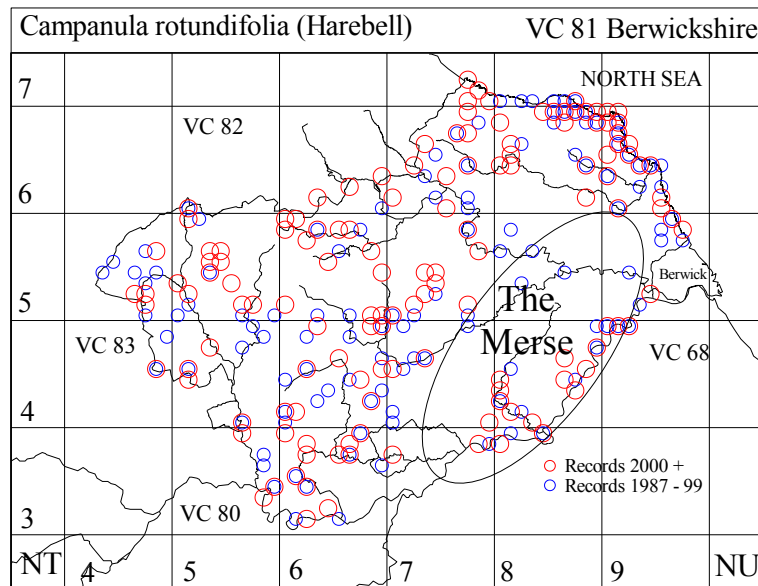 Campanula rotundifolia (Harebell) VC 81 Berwickshire
7
NORTH SEA
VC 82
6
Berwick
The
Merse
5
VC 83
VC 68
4
Records 2000 +
Records 1987 - 99
VC 80
3
NT 4 5 6 7 8 9 NU